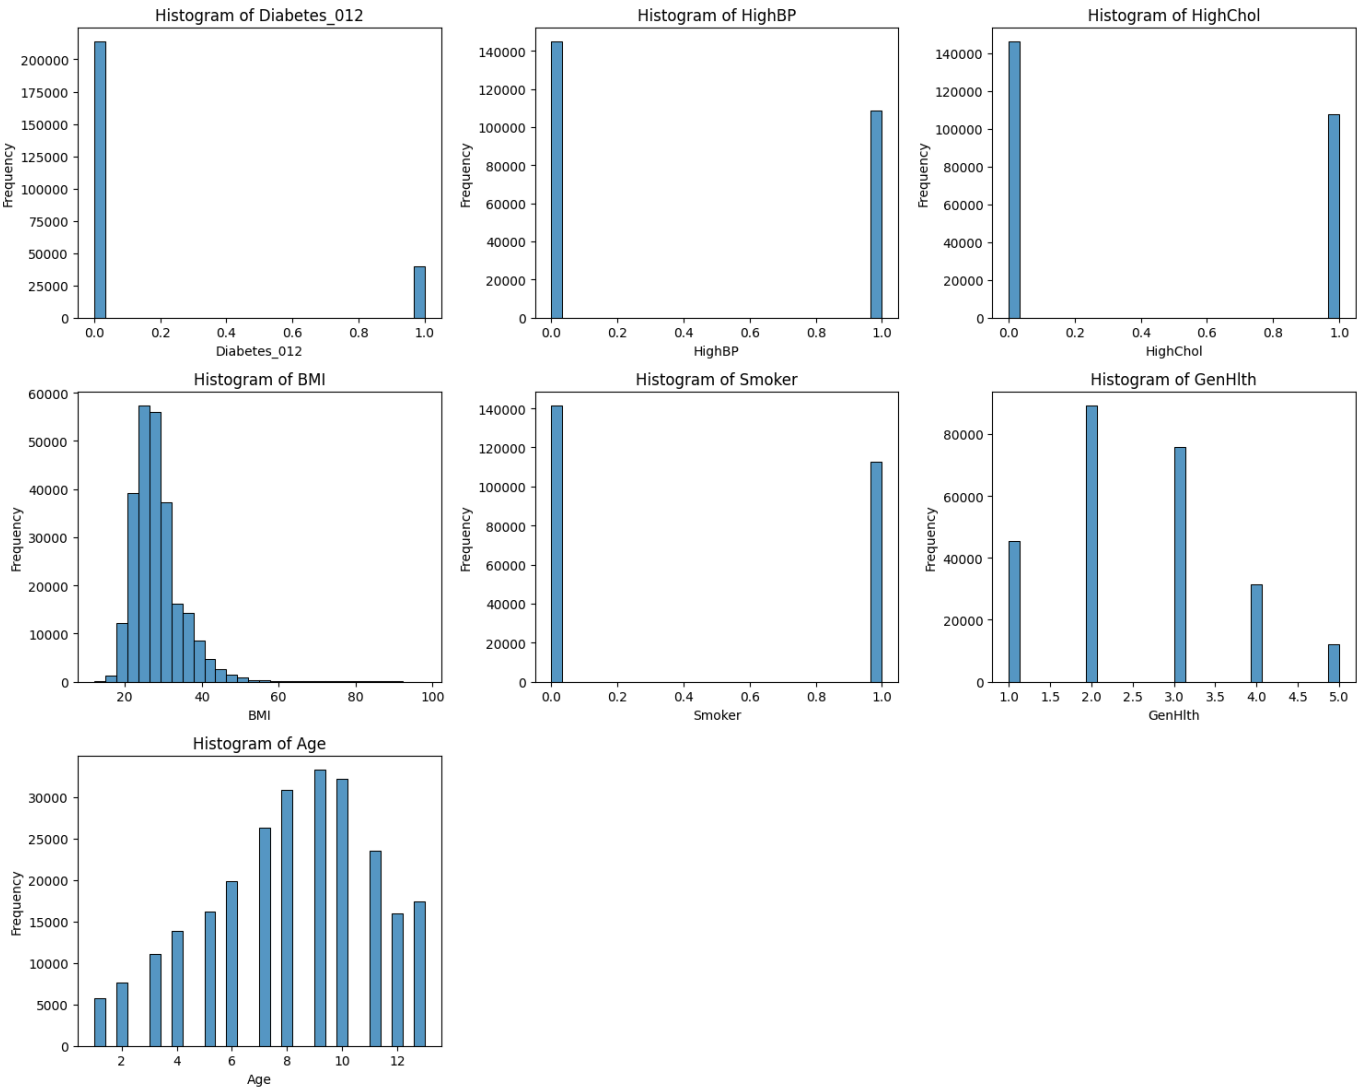 Histogram of Diabetes_012
Frequency
200000
175000
150000
125000
100000
75000
50000
25000
0
0.0 0.2 0.4 0.6 0.8 1.0
Diabetes_012
Histogram of HighBP
Frequency
140000
120000
100000
80000
60000
40000
20000
0
0.0 0.2 0.4 0.6 0.8 1.0
HighBP
Histogram of HighChol
Frequency
140000
120000
100000
80000
60000
40000
20000
0
0.0 0.2 0.4 0.6 0.8 1.0
HighChol
Histogram of BMI
Frequency
60000
50000
40000
30000
20000
10000
0
20 40 60 80 100
BMI
Histogram of Smoker
Frequency
140000
120000
100000
80000
60000
40000
20000
0
0.0 0.2 0.4 0.6 0.8 1.0
Smoker
Histogram of GenHlth
Frequency
80000
60000
40000
20000
0
1.0 1.5 2.0 2.5 3.0 3.5 4.0 4.5 5.0
GenHlth
Histogram of Age
Frequency
30000
25000
20000
15000
10000
5000
0
2 4 6 8 10 12
Age